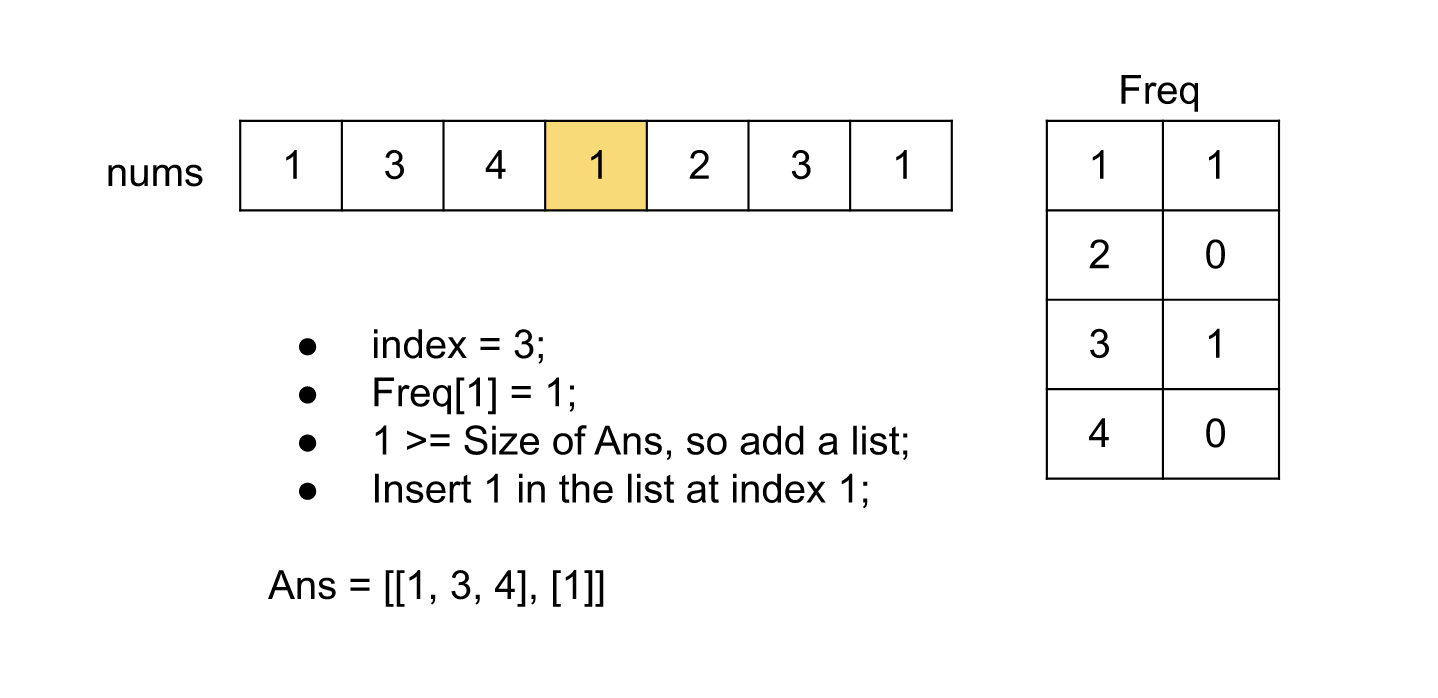 Freq
nums 1 3 4 1 2 3 1
1 1
2 0
3 1
4 0
● index = 3;
● Freq[1] = 1;
● 1 >= Size of Ans, so add a list;
● Insert 1 in the list at index 1;
Ans = [[1, 3, 4], [1]]